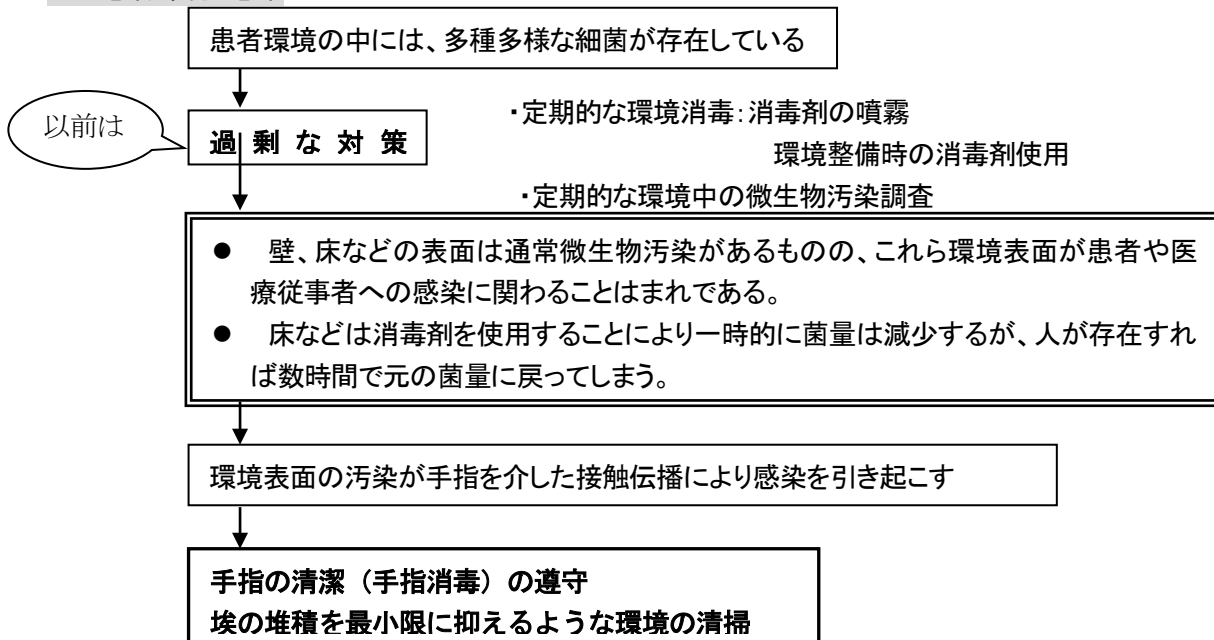 患者環境の中には、多種多様な細菌が存在している
以前は
過 剰 な 対 策
・定期的な環境消毒：消毒剤の噴霧
環境整備時の消毒剤使用
・定期的な環境中の微生物汚染調査
● 壁、床などの表面は通常微生物汚染があるものの、これら環境表面が患者や医
療従事者への感染に関わることはまれである。
● 床などは消毒剤を使用することにより一時的に菌量は減少するが、人が存在すれ
ば数時間で元の菌量に戻ってしまう。
環境表面の汚染が手指を介した接触伝播により感染を引き起こす
手指の清潔（手指消毒）の遵守
埃の堆積を最小限に抑えるような環境の清掃